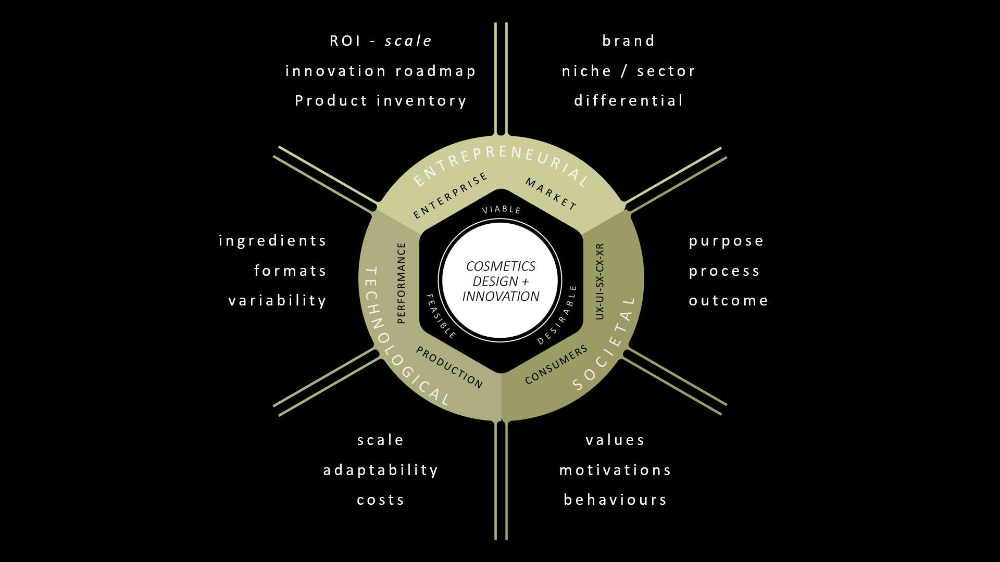 ROI - scale
innovation roadmap
Product inventory
brand
niche / sector
differential
ENTREPRENEURIAL
ENTERPRISE
MARKET
VIABLE
ingredients
formats
variability
TECHNOLOGICAL
PERFORMANCE
PRODUCTION
FEASIBLE
COSMETICS
DESIGN +
INNOVATION
DESIRABLE
UX-UI-SX-CX-XR
CONSUMERS
SOCIETAL
purpose
process
outcome
scale
adaptability
costs
values
motivations
behaviours